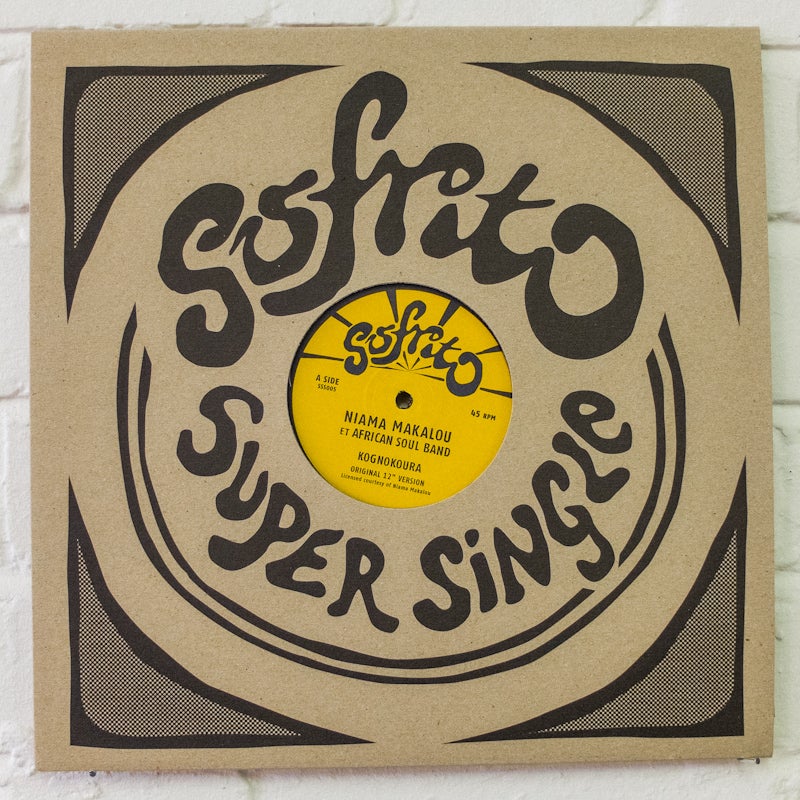 Sofrito
Sofrito
A SIDE
SSS005
45 RPM
NIAMA MAKALOU
ET AFRICAN SOUL BAND
KOGNOKOURA
ORIGINAL 12" VERSION
Licensed courtesy of Niama Makalou
SUPER SiNGLe